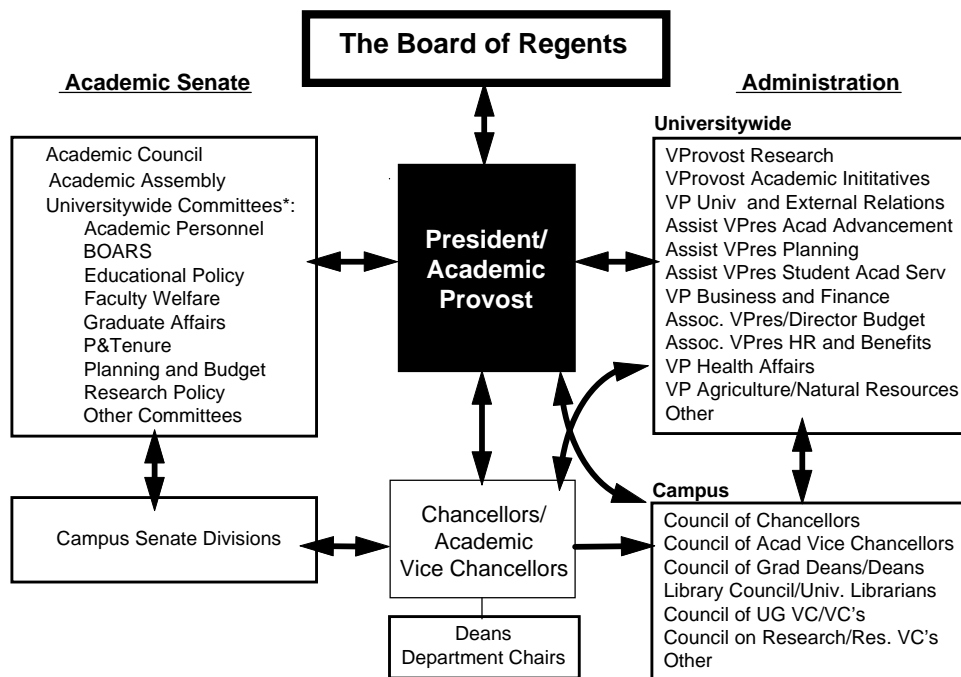 The Board of Regents
Academic Senate
Academic Council
Academic Assembly
Universitywide Committees*:
Academic Personnel
BOARS
Educational Policy
Faculty Welfare
Graduate Affairs
P&Tenure
Planning and Budget
Research Policy
Other Committees
Campus Senate Divisions
President/
Academic
Provost
Chancellors/
Academic
Vice Chancellors
Deans
Department Chairs
Administration
Universitywide
VProvost Research
VProvost Academic Inititatives
VP Univ and External Relations
Assist VPres Acad Advancement
Assist VPres Planning
Assist VPres Student Acad Serv
VP Business and Finance
Assoc. VPres/Director Budget
Assoc. VPres HR and Benefits
VP Health Affairs
VP Agriculture/Natural Resources
Other
Campus
Council of Chancellors
Council of Acad Vice Chancellors
Council of Grad Deans/Deans
Library Council/Univ. Librarians
Council of UG VC/VC's
Council on Research/Res. VC's
Other